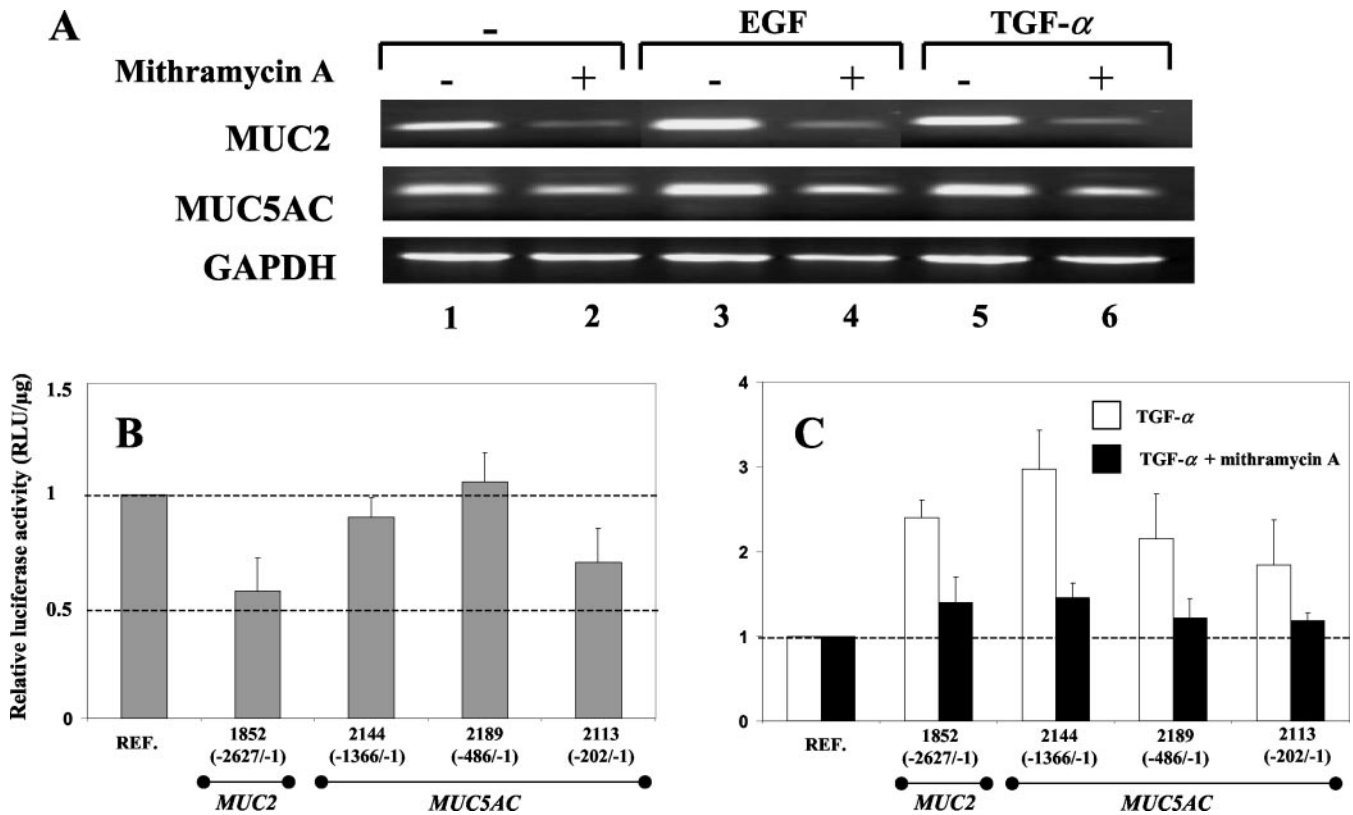 A
- EGF TGF-α
Mithramycin A - + - + - +
MUC2
MUC5AC
GAPDH
1 2 3 4 5 6
B
Relative luciferase activity (RLU/μg)
1.5
1
0.5
0
REF. 1852 2144 2189 2113
(-2627/-1) (-1366/-1) (-486/-1) (-202/-1)
MUC2 MUC5AC
C
TGF-α
TGF-α + mithramycin A
4
3
2
1
0
REF. 1852 2144 2189 2113
(-2627/-1) (-1366/-1) (-486/-1) (-202/-1)
MUC2 MUC5AC